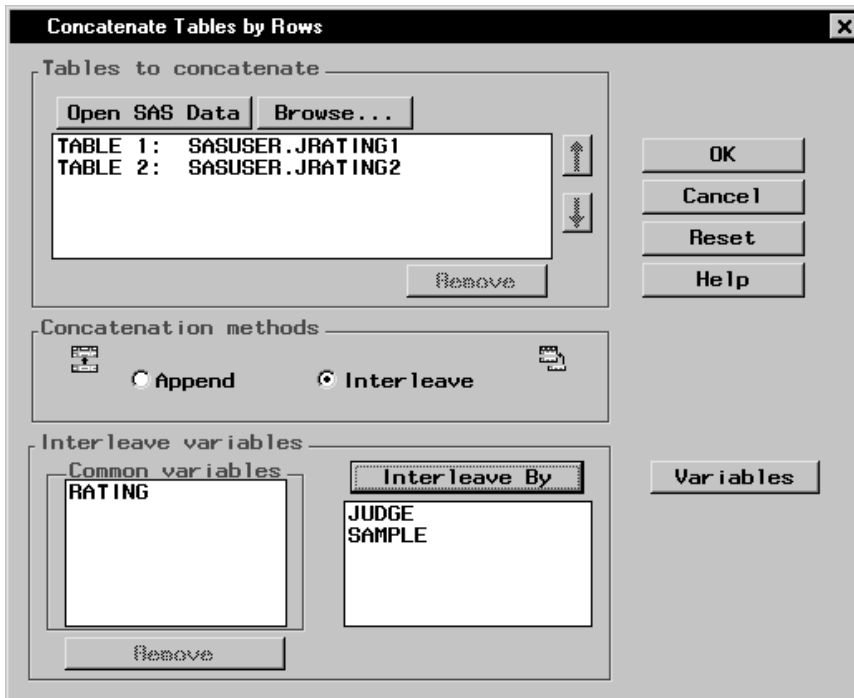 Concatenate Tables by Rows
Tables to concatenate
Open SAS Data Browse...
TABLE 1: SASUSER.JRATING1
TABLE 2: SASUSER.JRATING2
Remove
OK
Cancel
Reset
Help
Concatenation methods
Append Interleave
Interleave variables
Common variables
RATING
Remove
Interleave By
JUDGE
SAMPLE
Variables